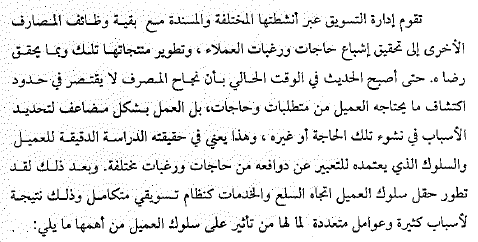 تقوم إدارة التسويق عبر أنشطتها المختلفة والمسندة مع بقية وظائف المصارف
الأخرى إلى تحقيق إشباع حاجات ورغبات العملاء ، وتطوير منتجاتها تلك وبما يحقق
رضاه. حتى أصبح الحديث في الوقت الحالي بأن نجاح المصرف لا يقتصر في حدود
اكتشاف ما يحتاجه العميل من متطلبات وحاجات، بل العمل بشكل مضاعف لتحديد
الأسباب في نشوء تلك الحاجة أو غيره ، وهذا يعني في حقيقته الدراسة الدقيقة للعميل
والسلوك الذي يعتمده للتعبير عن دوافعه من حاجات ورغبات مختلفة. وبعد ذلك لقد
تطور حقل سلوك العميل اتجاه السلع والخدمات كنظام تسويقي متكامل وذلك نتيجة
لأسباب كثيرة وعوامل متعددة لما لها من تأثير على سلوك العميل من أهمها ما يلي: